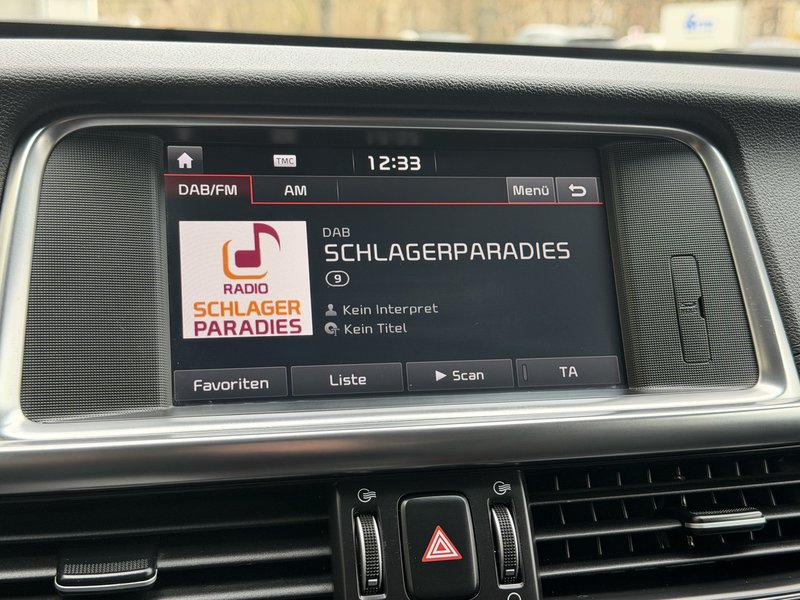 TMC
12:33
DAB/FM
AM
Menü
DAB
SCHLAGERPARADIES
9
RADIO
SCHLAGER
PARADIES
Kein Interpret
Kein Titel
Favoriten
Liste
Scan
TA